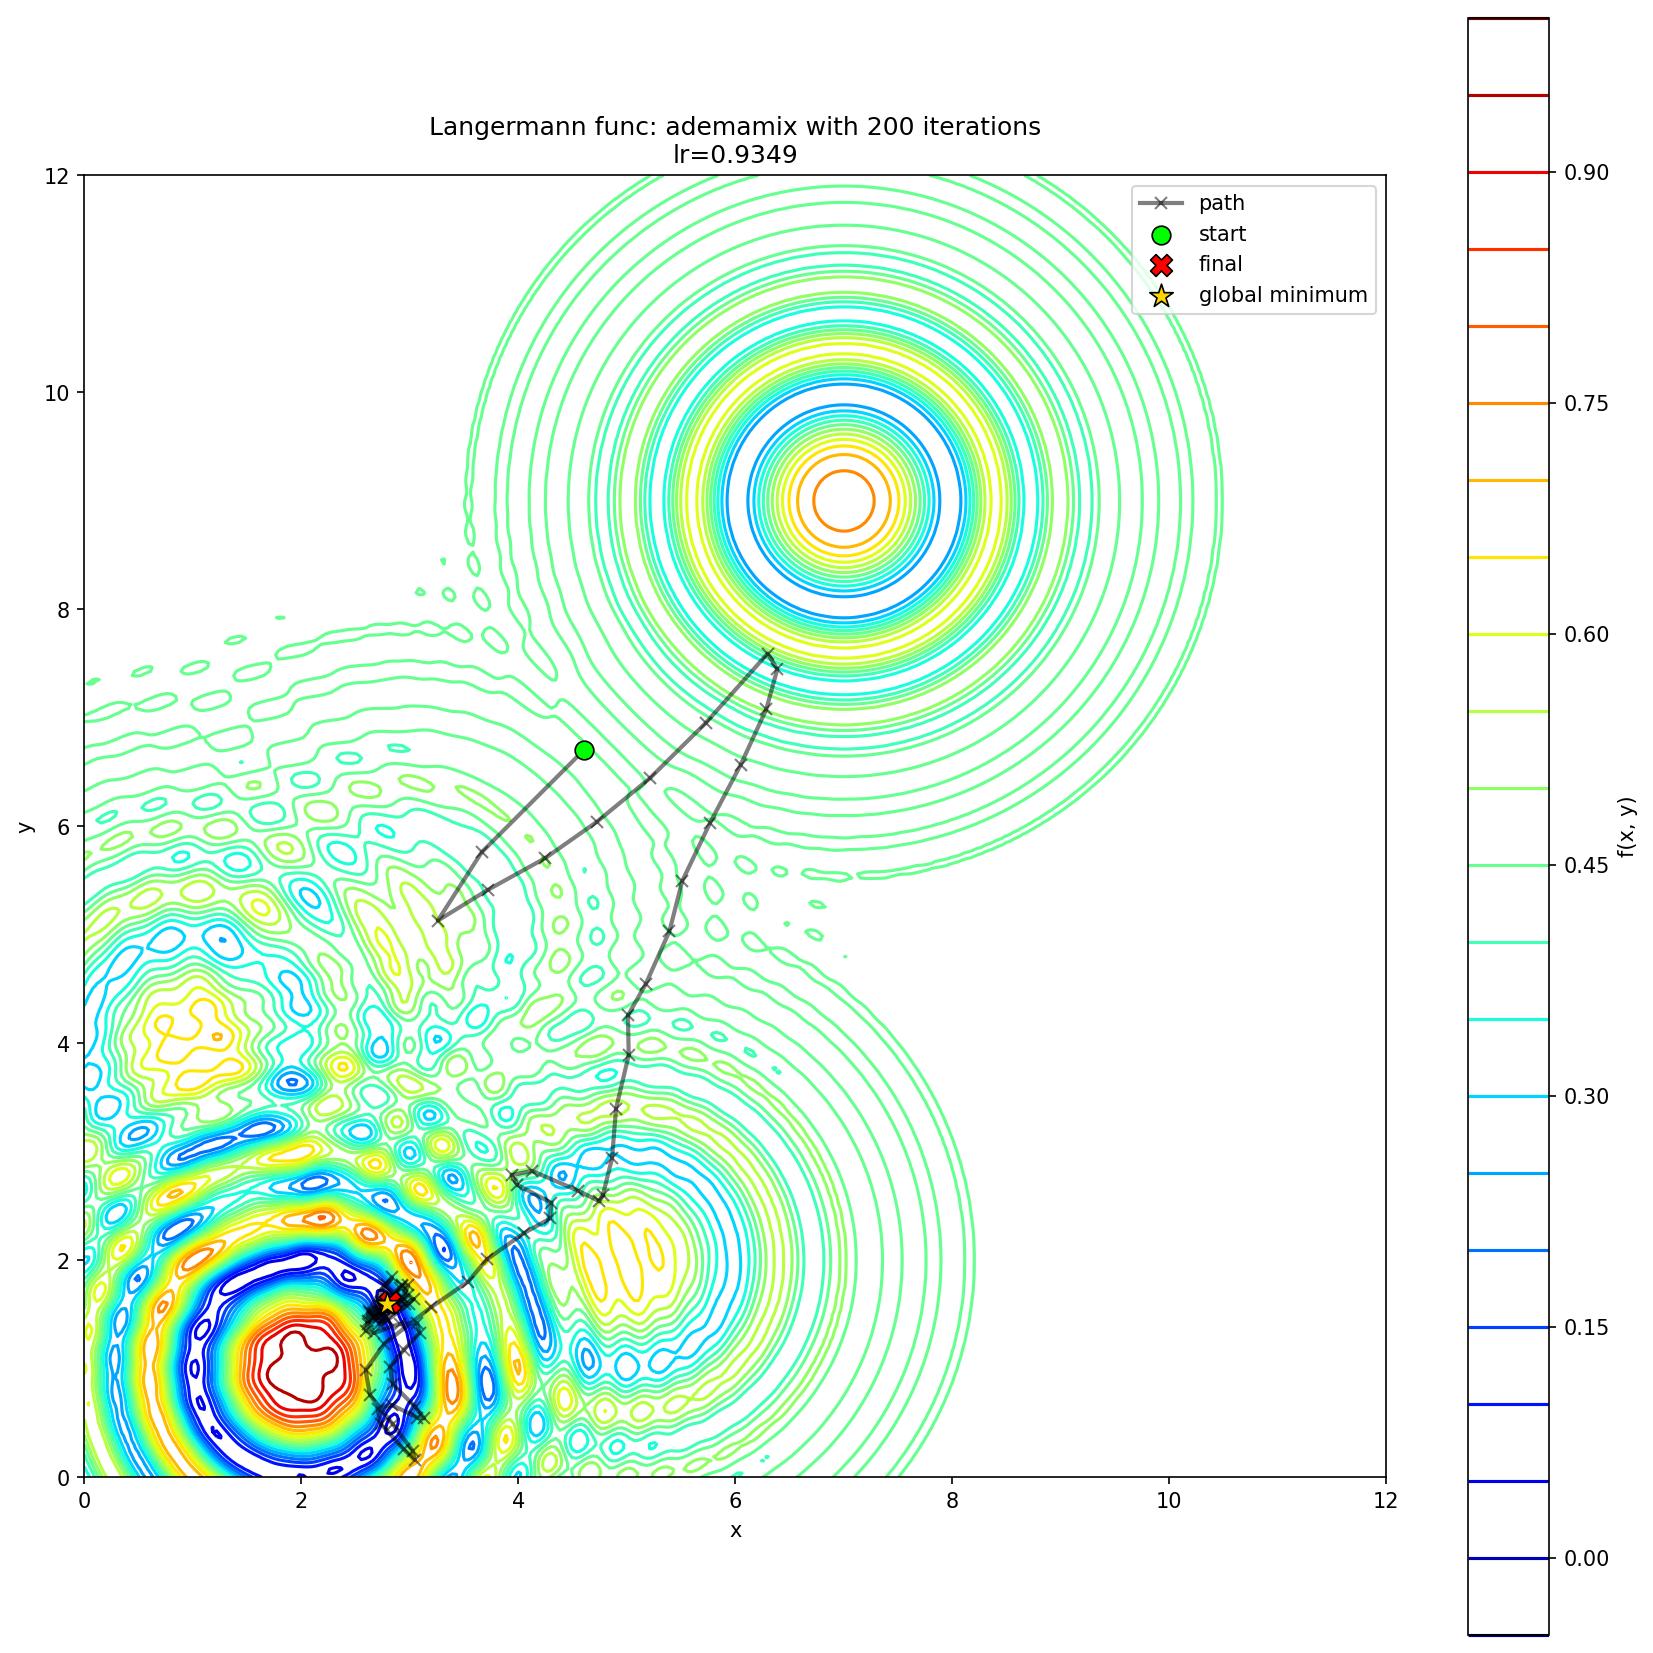 Langermann func: ademamix with 200 iterations
lr=0.9349
path
start
final
global minimum
12
10
8
6
4
2
0
y
0
2
4
6
8
10
12
x
0.90
0.75
0.60
0.45
0.30
0.15
0.00
f(x, y)